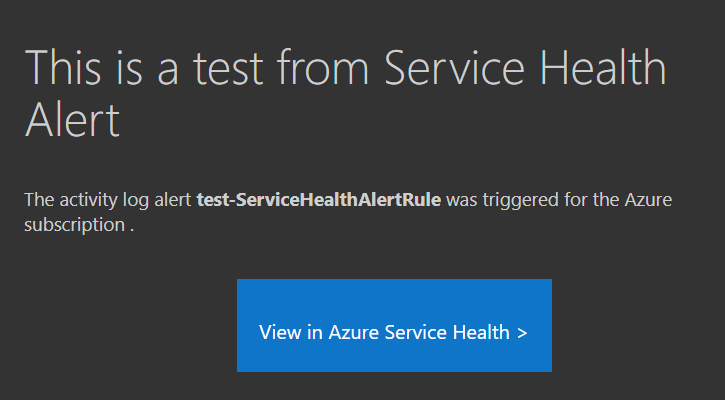 This is a test from Service Health
Alert
The activity log alert test-ServiceHealthAlertRule was triggered for the Azure
subscription .
View in Azure Service Health >